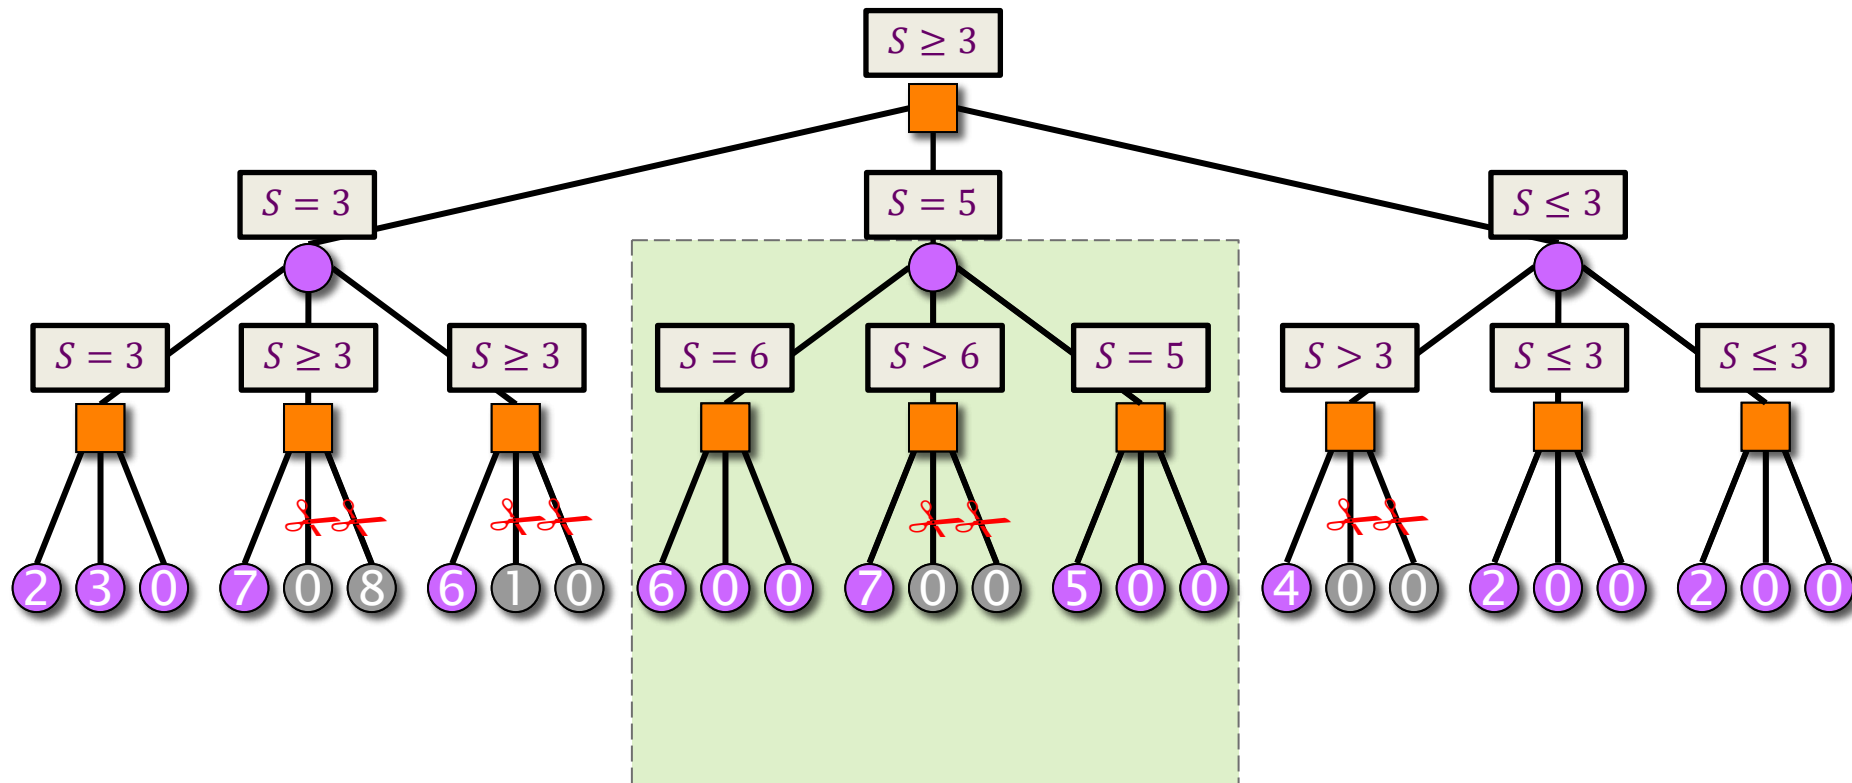 S ≥ 3
S = 3 S = 5 S ≤ 3
S = 3 S ≥ 3 S ≥ 3 S = 6 S > 6 S = 5 S > 3 S ≤ 3 S ≤ 3
2 3 0 7 0 8 6 1 0 6 0 0 7 0 0 5 0 0 4 0 0 2 0 0 2 0 0